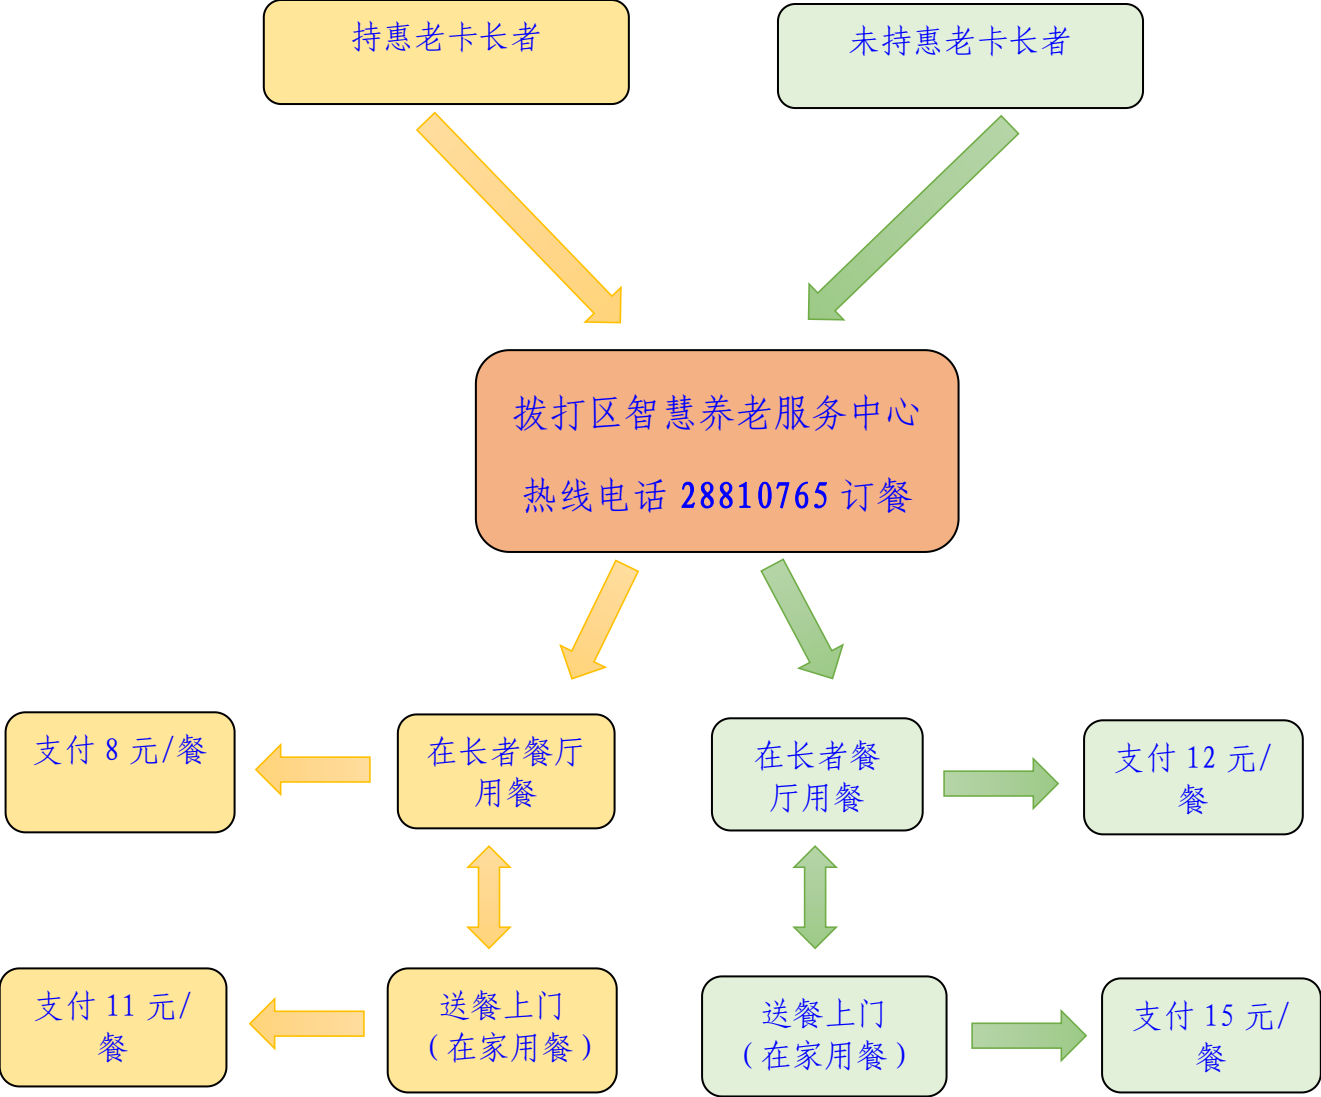 持惠老卡长者
未持惠老卡长者
拨打区智慧养老服务中心
热线电话 28810765 订餐
支付 8 元/餐
在长者餐厅
用餐
在长者餐
厅用餐
支付 12 元/
餐
支付 11 元/
餐
送餐上门
（在家用餐）
送餐上门
（在家用餐）
支付 15 元/
餐